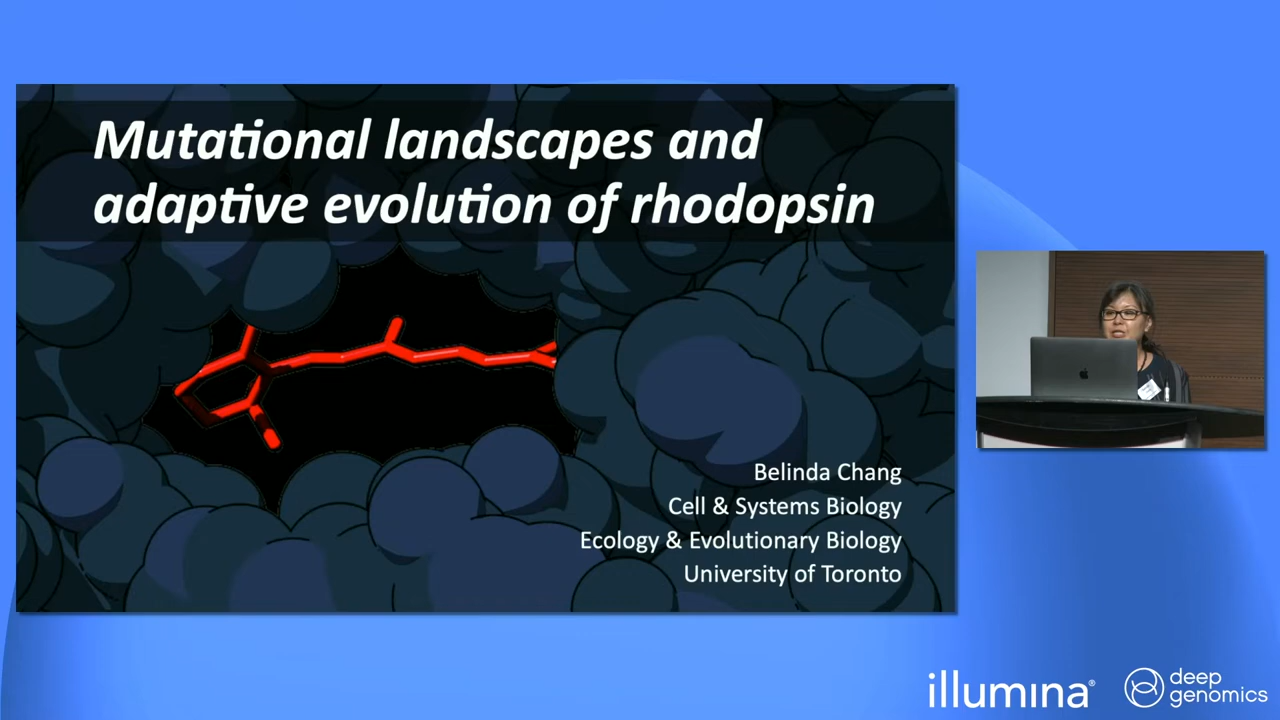 Mutational landscapes and
adaptive evolution of rhodopsin
Belinda Chang
Cell & Systems Biology
Ecology & Evolutionary Biology
University of Toronto
illumina®
deep
genomics